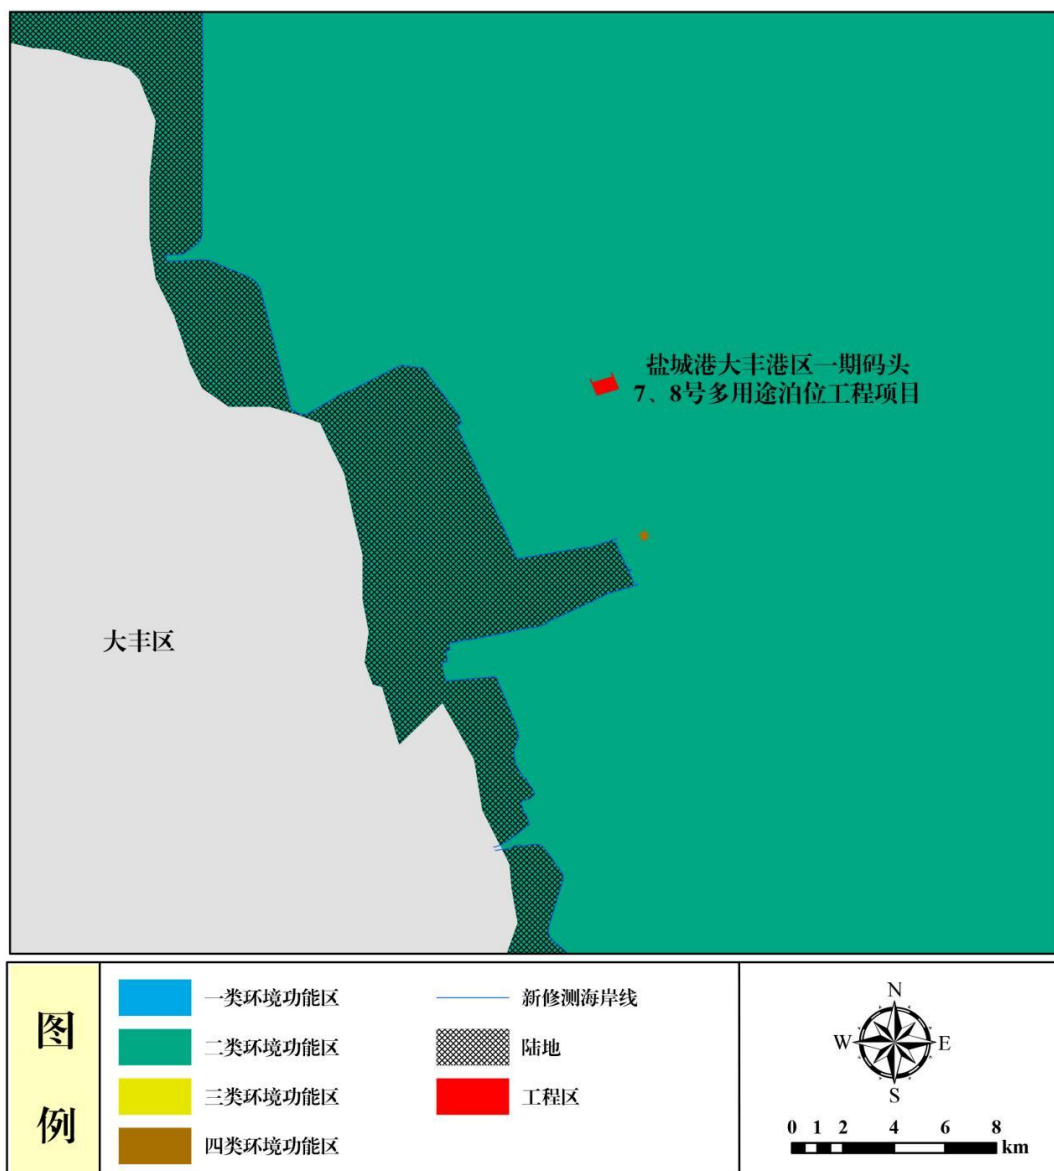 盐城港大丰港区一期码头
7、8号多用途泊位工程项目
大丰区
图例
一类环境功能区
二类环境功能区
三类环境功能区
四类环境功能区
新修测海岸线
陆地
工程区
N
W E
S
0 1 2 4 6 8
km